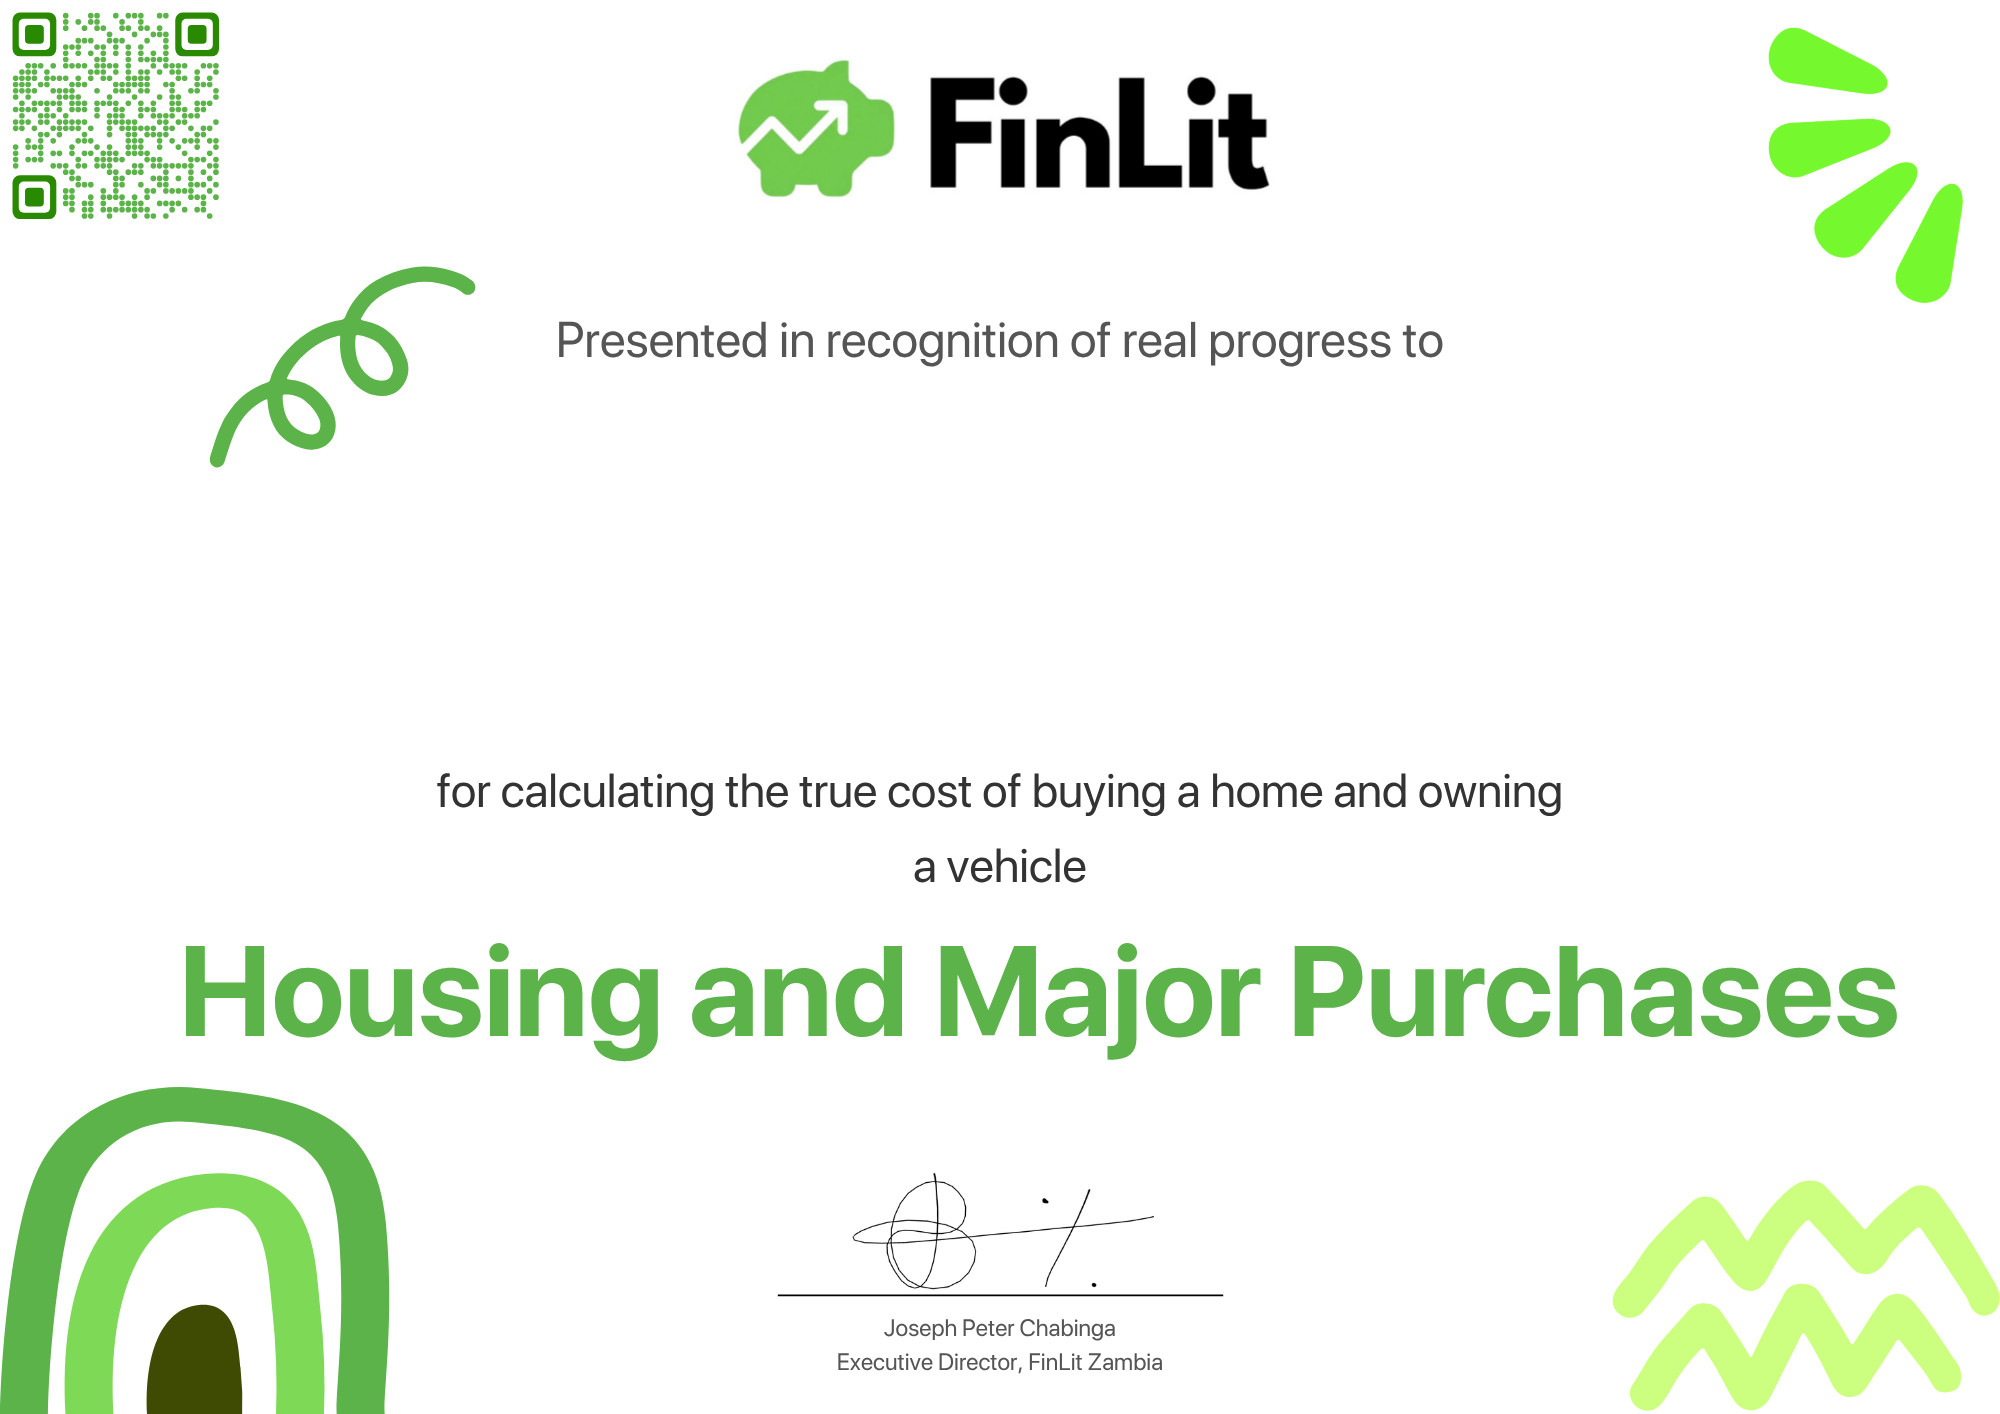 FinLit
Presented in recognition of real progress to
for calculating the true cost of buying a home and owning
a vehicle
Housing and Major Purchases
Joseph Peter Chabinga
Executive Director, FinLit Zambia